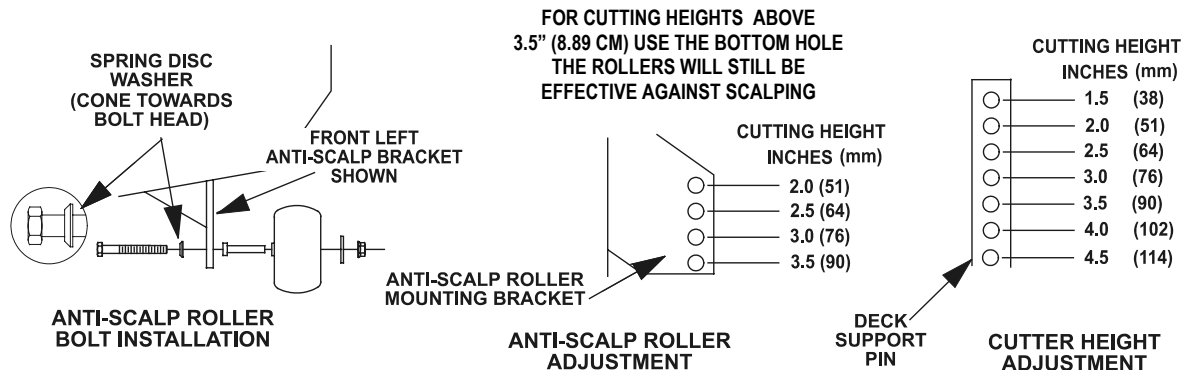 SPRING DISC
WASHER
(CONE TOWARDS
BOLT HEAD)
FRONT LEFT
ANTI-SCALP BRACKET
SHOWN
ANTI-SCALP ROLLER
BOLT INSTALLATION
FOR CUTTING HEIGHTS ABOVE
3.5” (8.89 CM) USE THE BOTTOM HOLE
THE ROLLERS WILL STILL BE
EFFECTIVE AGAINST SCALPING
CUTTING HEIGHT
INCHES (mm)
2.0 (51)
2.5 (64)
3.0 (76)
3.5 (90)
ANTI-SCALP ROLLER
MOUNTING BRACKET
ANTI-SCALP ROLLER
ADJUSTMENT
CUTTING HEIGHT
INCHES (mm)
1.5 (38)
2.0 (51)
2.5 (64)
3.0 (76)
3.5 (90)
4.0 (102)
4.5 (114)
DECK
SUPPORT
PIN
CUTTER HEIGHT
ADJUSTMENT